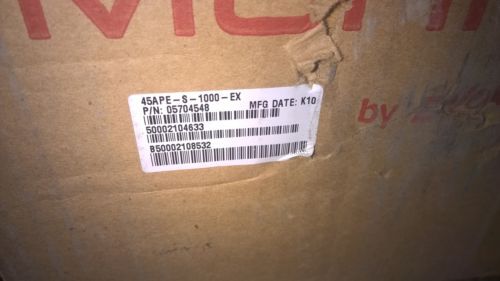 45APE-S-1000-EX
P/N: 05704548 MFG DATE: K10
50002104633
850002108532
by